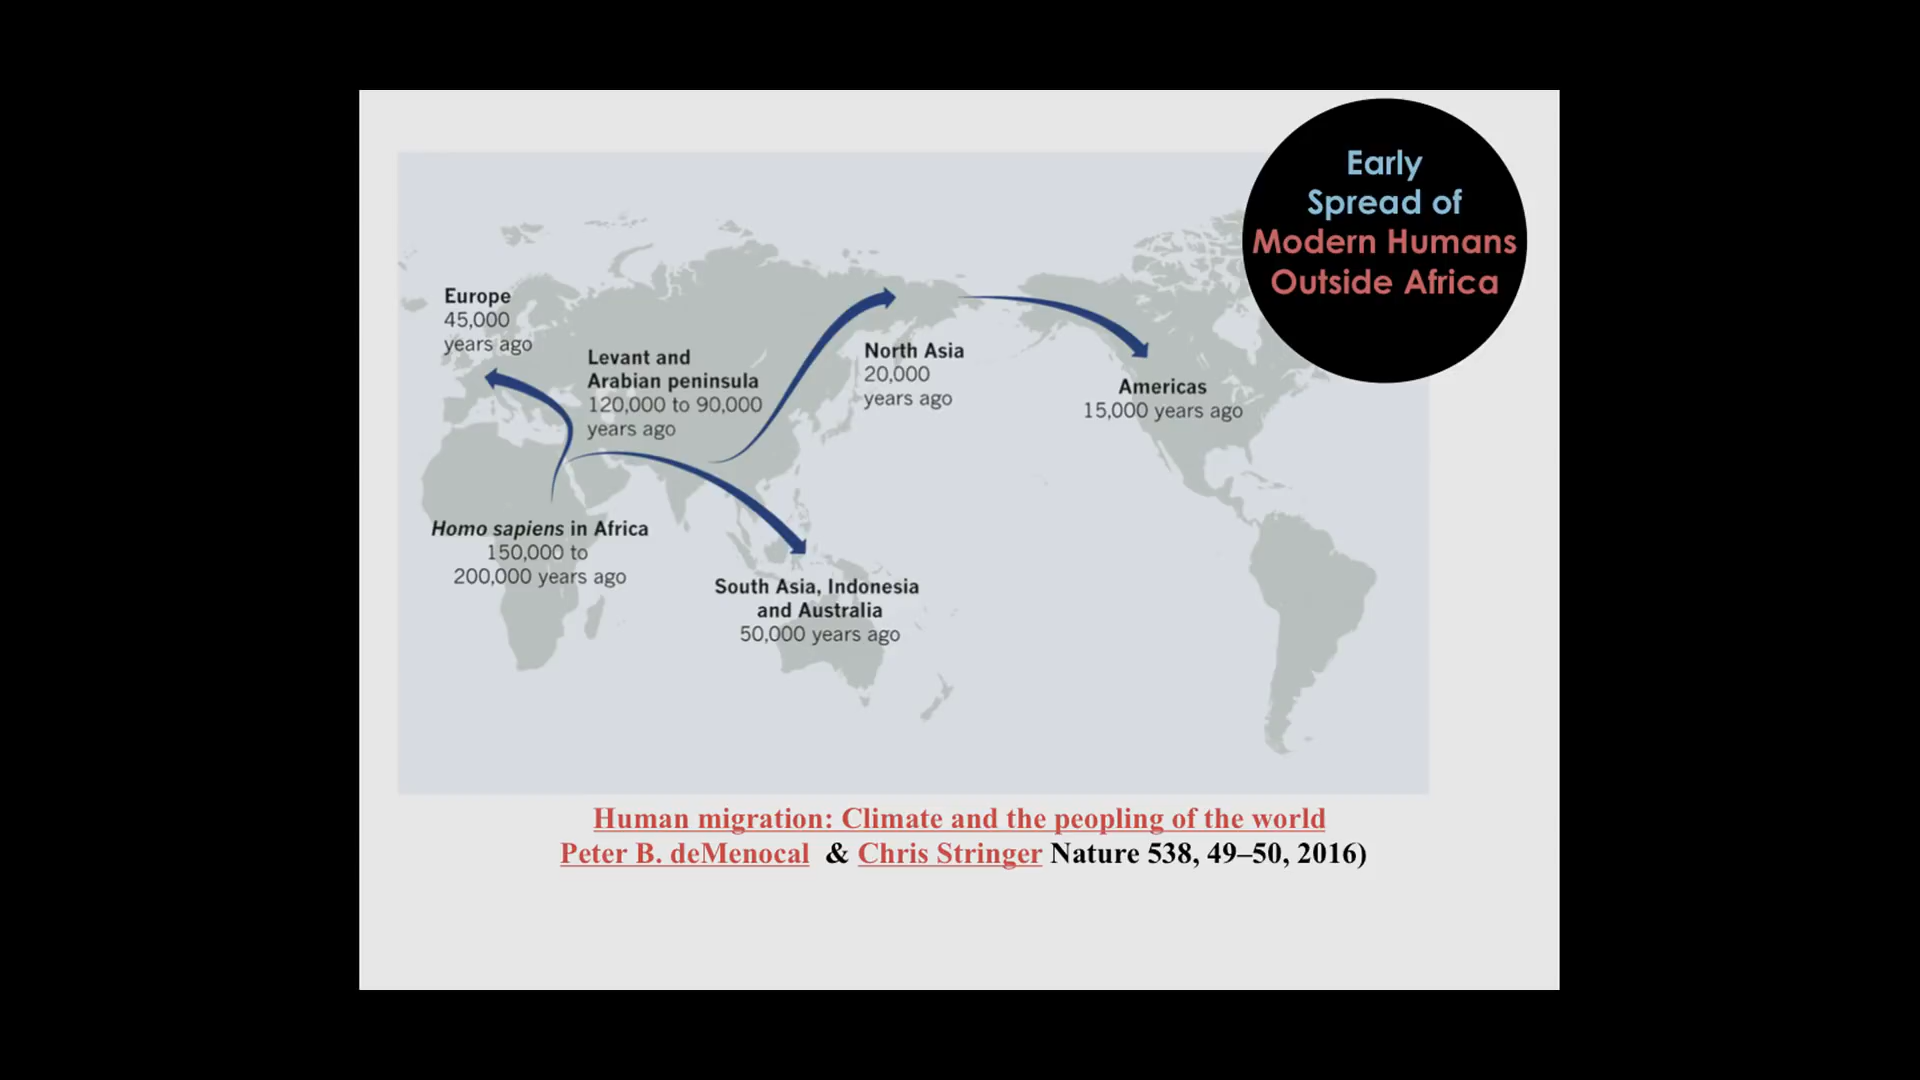 Early
Spread of
Modern Humans
Outside Africa
Europe
45,000
years ago
Levant and
Arabian peninsula
120,000 to 90,000
years ago
North Asia
20,000
years ago
Americas
15,000 years ago
Homo sapiens in Africa
150,000 to
200,000 years ago
South Asia, Indonesia
and Australia
50,000 years ago
Human migration: Climate and the peopling of the world
Peter B. deMenocal & Chris Stringer Nature 538, 49–50, 2016)